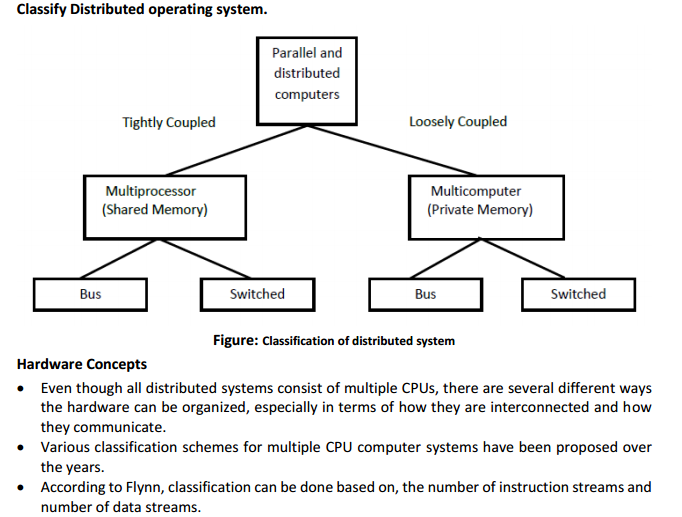 Classify Distributed operating system.
Parallel and
distributed
computers
Tightly Coupled
Loosely Coupled
Multiprocessor
(Shared Memory)
Multicomputer
(Private Memory)
Bus
Switched
Bus
Switched
Figure: Classification of distributed system
Hardware Concepts
• Even though all distributed systems consist of multiple CPUs, there are several different ways
the hardware can be organized, especially in terms of how they are interconnected and how
they communicate.
• Various classification schemes for multiple CPU computer systems have been proposed over
the years.
• According to Flynn, classification can be done based on, the number of instruction streams and
number of data streams.